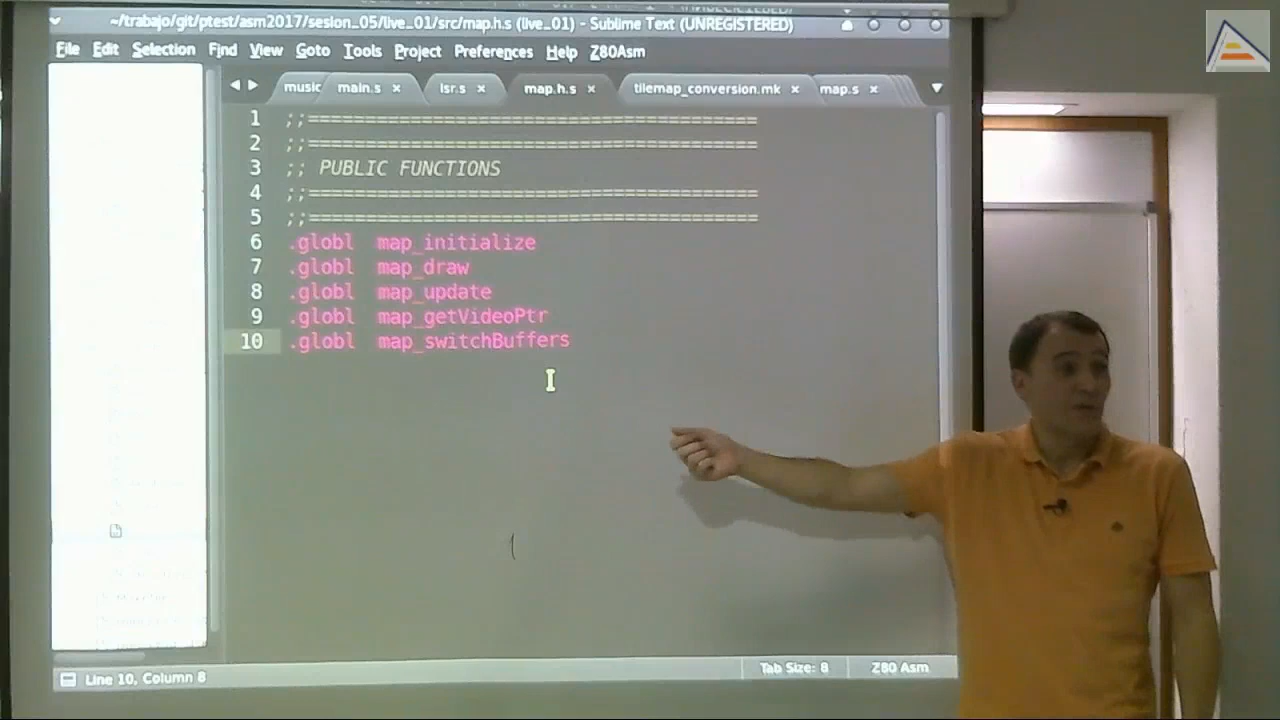 ~/trabajo/git/ptest/asm2017/sesion_05/live_01/src/map.h.s (live_01) - Sublime Text (UNREGISTERED)
File Edit Selection Find View Goto Tools Project Preferences Help Z80Asm
music main.s × lsr.s × map.h.s × tilemap_conversion.mk × map.s ×
1 ;;========================================
2 ;;========================================
3 ;; PUBLIC FUNCTIONS
4 ;;========================================
5 ;;========================================
6 .globl map_initialize
7 .globl map_draw
8 .globl map_update
9 .globl map_getVideoPtr
10 .globl map_switchBuffers
Line 10, Column 8 Tab Size: 8 Z80 Asm